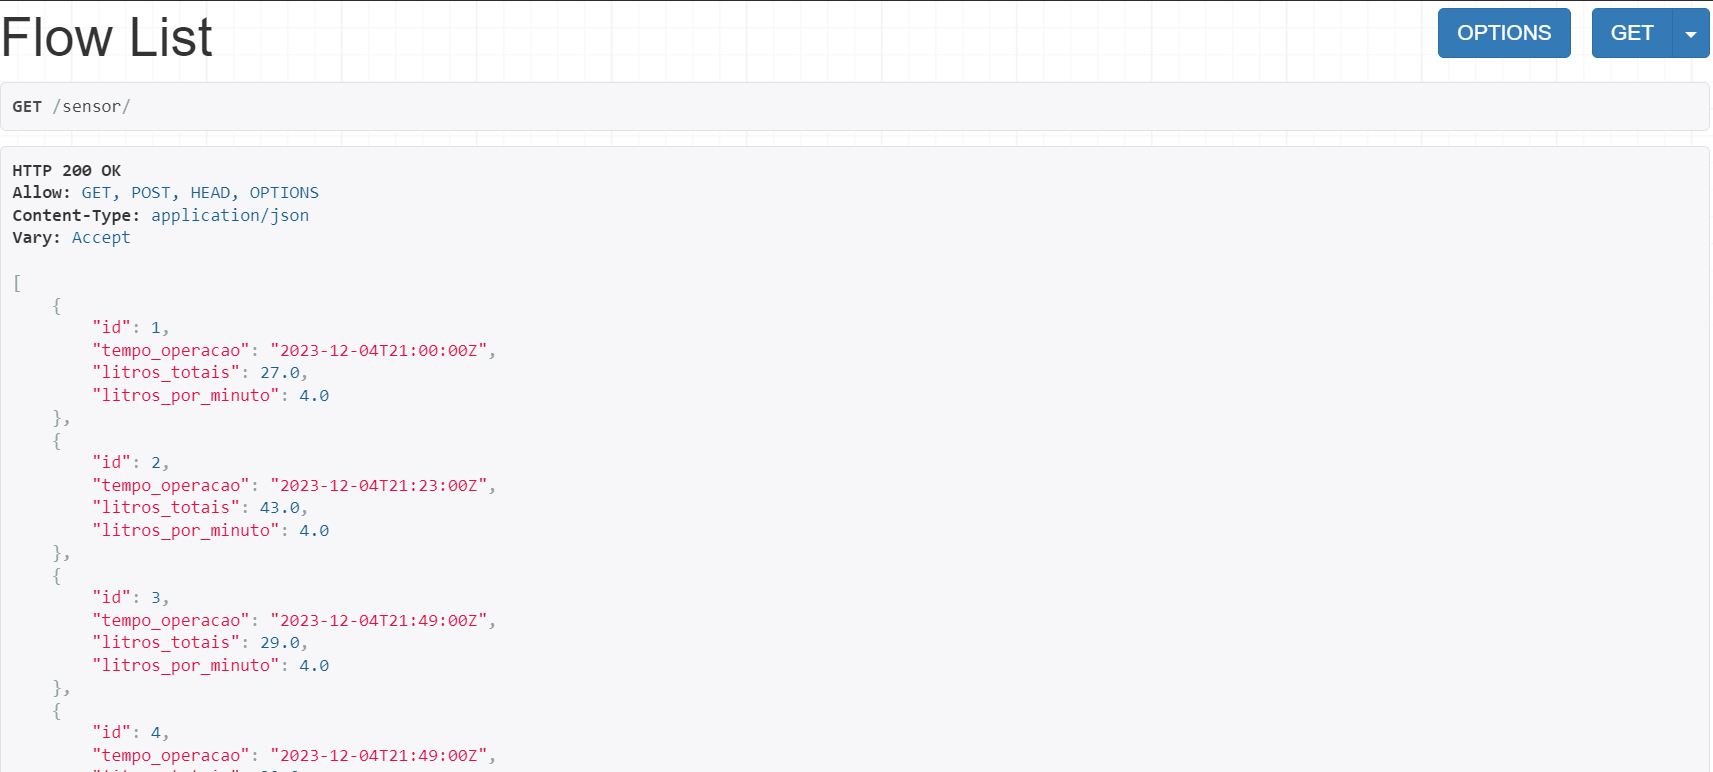 Flow List
OPTIONS GET
GET /sensor/
HTTP 200 OK
Allow: GET, POST, HEAD, OPTIONS
Content-Type: application/json
Vary: Accept
[
    {
        "id": 1,
        "tempo_operacao": "2023-12-04T21:00:00Z",
        "litros_totais": 27.0,
        "litros_por_minuto": 4.0
    },
    {
        "id": 2,
        "tempo_operacao": "2023-12-04T21:23:00Z",
        "litros_totais": 43.0,
        "litros_por_minuto": 4.0
    },
    {
        "id": 3,
        "tempo_operacao": "2023-12-04T21:49:00Z",
        "litros_totais": 29.0,
        "litros_por_minuto": 4.0
    },
    {
        "id": 4,
        "tempo_operacao": "2023-12-04T21:49:00Z",